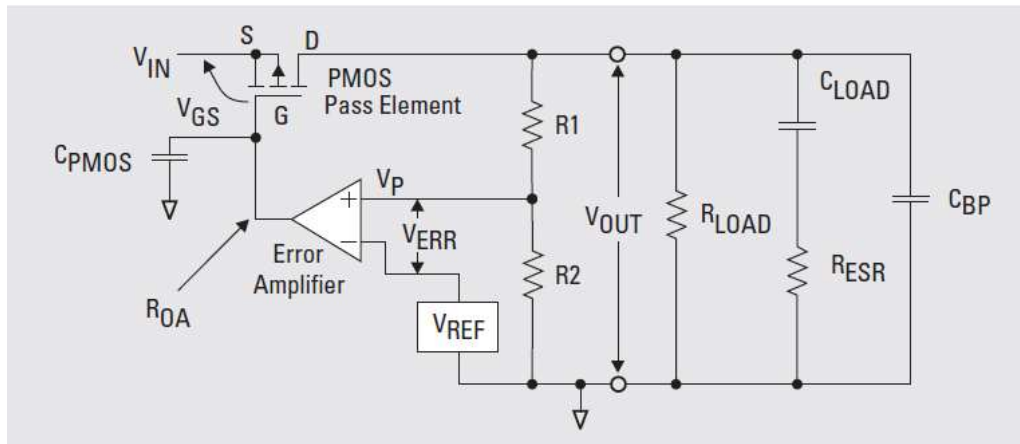 S
D
V_IN
PMOS
Pass Element
V_GS
G
C_PMOS
R1
C_LOAD
V_P
+
V_ERR
−
V_OUT
R_LOAD
C_BP
Error
Amplifier
R2
R_ESR
R_OA
V_REF